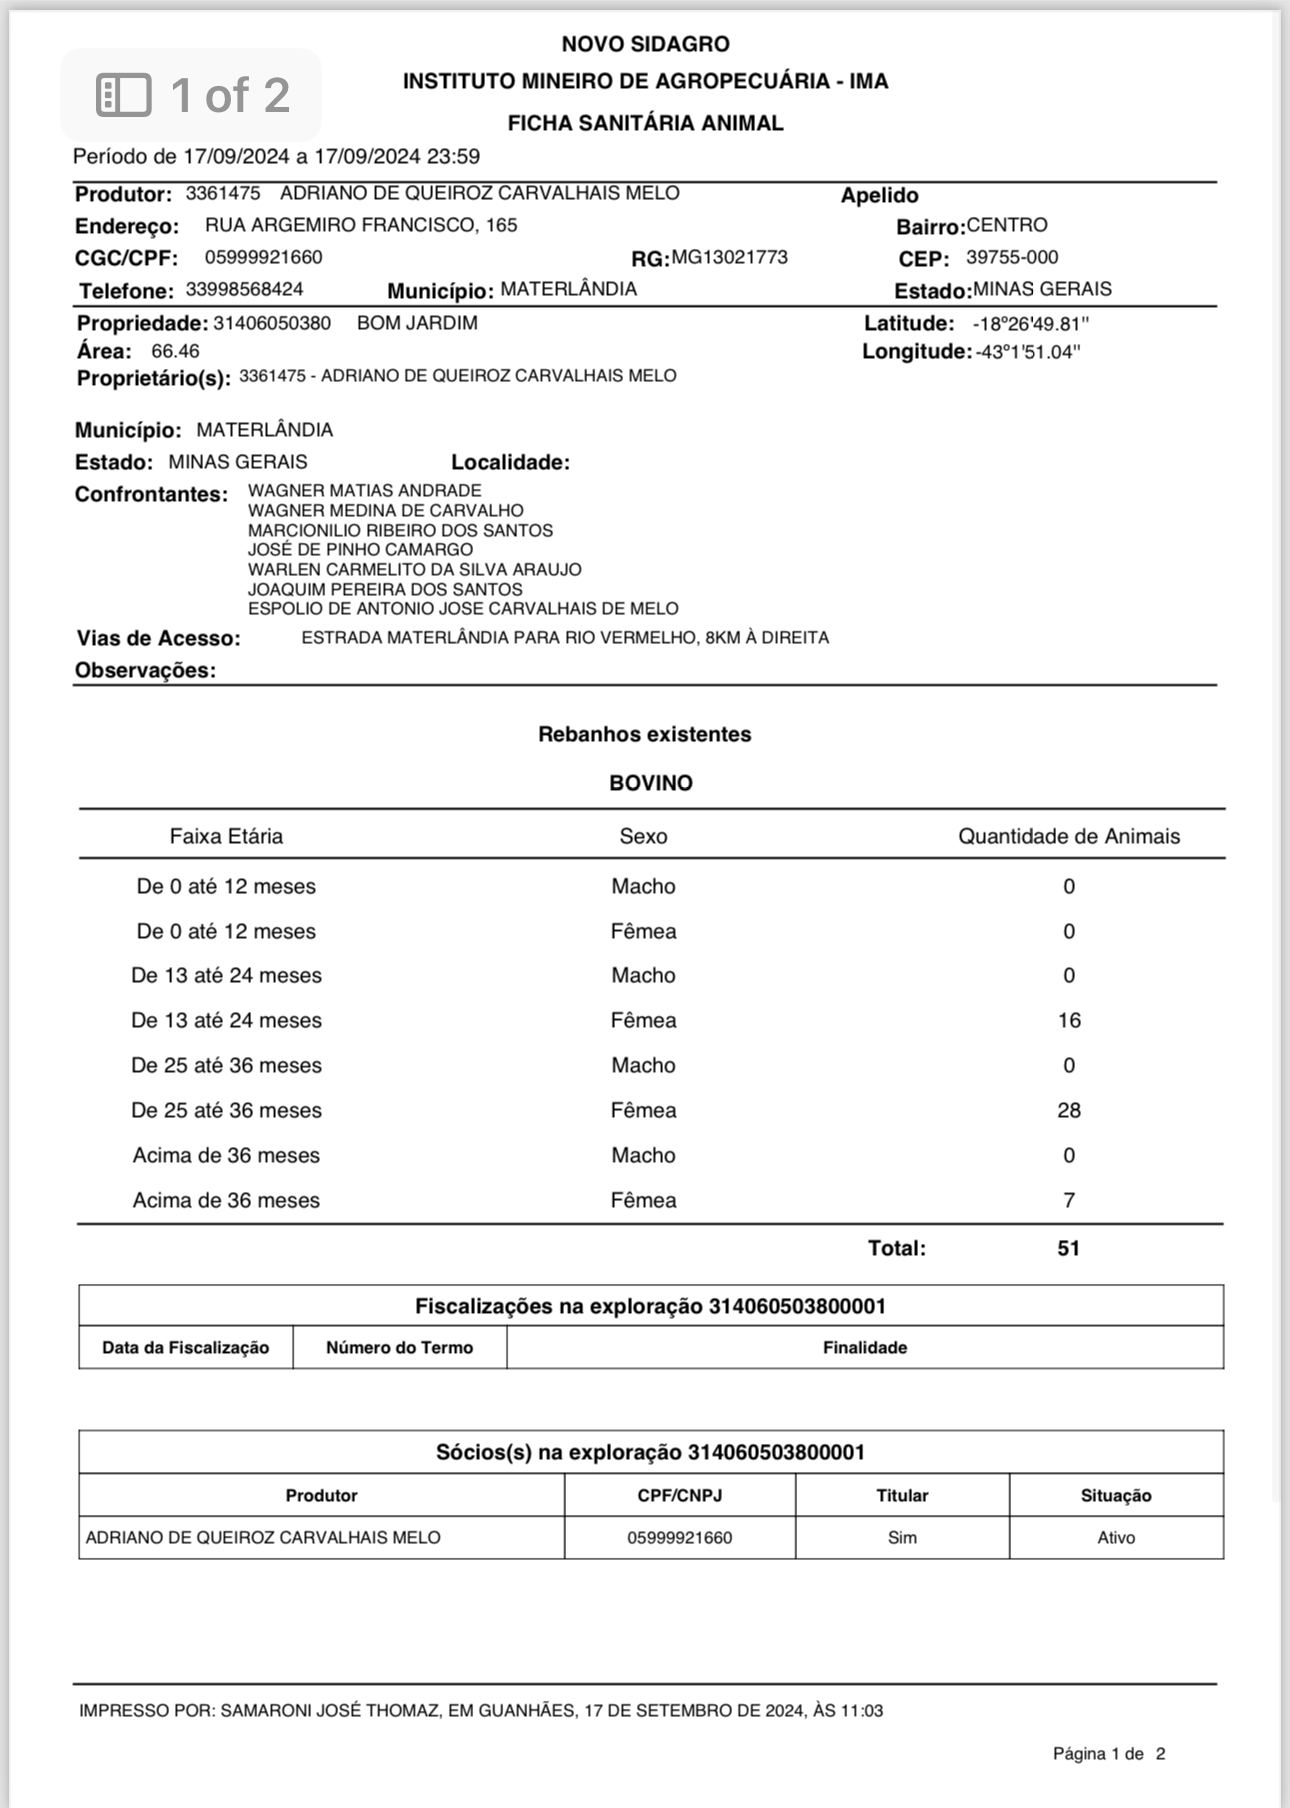 NOVO SIDAGRO
1 of 2
INSTITUTO MINEIRO DE AGROPECUÁRIA - IMA
FICHA SANITÁRIA ANIMAL
Período de 17/09/2024 a 17/09/2024 23:59
Produtor: 3361475 ADRIANO DE QUEIROZ CARVALHAIS MELO Apelido
Endereço: RUA ARGEMIRO FRANCISCO, 165 Bairro:CENTRO
CGC/CPF: 05999921660 RG:MG13021773 CEP: 39755-000
Telefone: 33998568424 Município: MATERLÂNDIA Estado:MINAS GERAIS
Propriedade: 31406050380 BOM JARDIM Latitude: -18º26'49.81"
Área: 66.46 Longitude: -43º1'51.04"
Proprietário(s): 3361475 - ADRIANO DE QUEIROZ CARVALHAIS MELO
Município: MATERLÂNDIA
Estado: MINAS GERAIS Localidade:
Confrontantes: WAGNER MATIAS ANDRADE
WAGNER MEDINA DE CARVALHO
MARCIONILIO RIBEIRO DOS SANTOS
JOSÉ DE PINHO CAMARGO
WARLEN CARMELITO DA SILVA ARAUJO
JOAQUIM PEREIRA DOS SANTOS
ESPOLIO DE ANTONIO JOSE CARVALHAIS DE MELO
Vias de Acesso: ESTRADA MATERLÂNDIA PARA RIO VERMELHO, 8KM À DIREITA
Observações:
Rebanhos existentes
BOVINO
Faixa Etária Sexo Quantidade de Animais
De 0 até 12 meses Macho 0
De 0 até 12 meses Fêmea 0
De 13 até 24 meses Macho 0
De 13 até 24 meses Fêmea 16
De 25 até 36 meses Macho 0
De 25 até 36 meses Fêmea 28
Acima de 36 meses Macho 0
Acima de 36 meses Fêmea 7
Total: 51
Fiscalizações na exploração 314060503800001
Data da Fiscalização Número do Termo Finalidade
Sócios(s) na exploração 314060503800001
Produtor CPF/CNPJ Titular Situação
ADRIANO DE QUEIROZ CARVALHAIS MELO 05999921660 Sim Ativo
IMPRESSO POR: SAMARONI JOSÉ THOMAZ, EM GUANHÃES, 17 DE SETEMBRO DE 2024, ÀS 11:03
Página 1 de 2